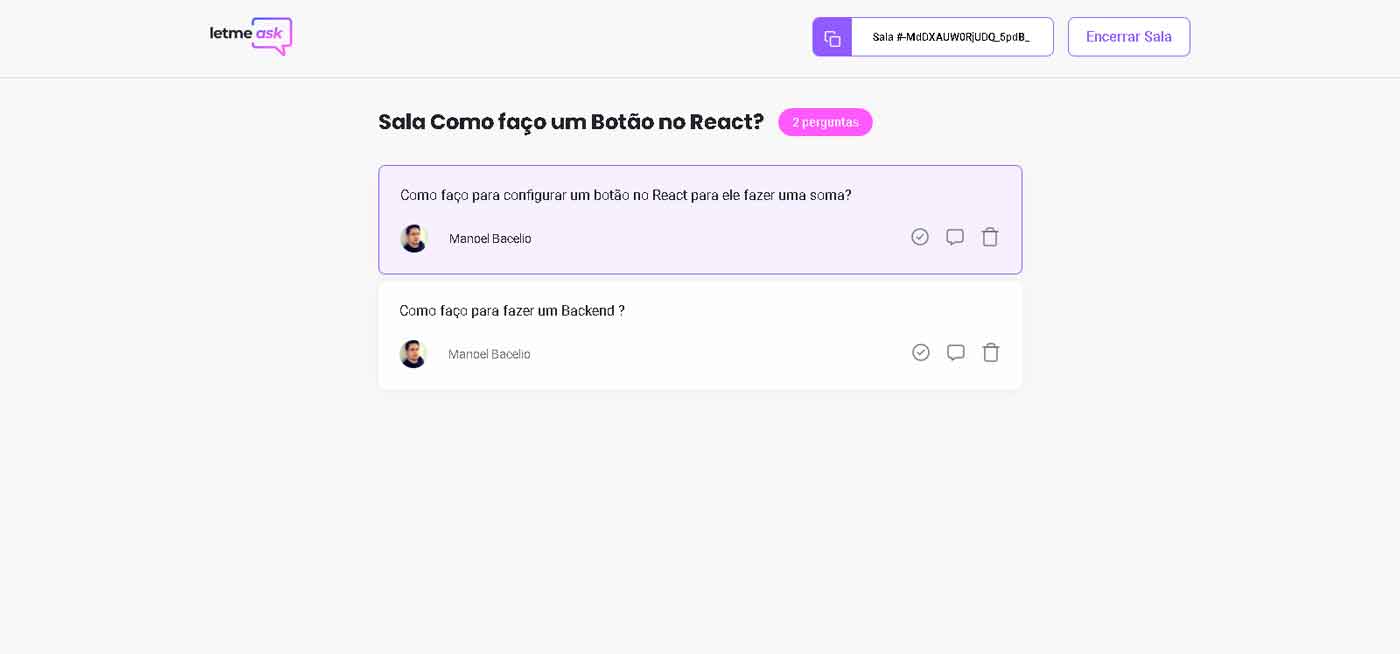 letmeask
Sala #-MdDXAUW0RjUDQ_5pdB_
Encerrar Sala
Sala Como faço um Botão no React?
2 perguntas
Como faço para configurar um botão no React para ele fazer uma soma?
Manoel Bacelio
Como faço para fazer um Backend ?
Manoel Bacelio